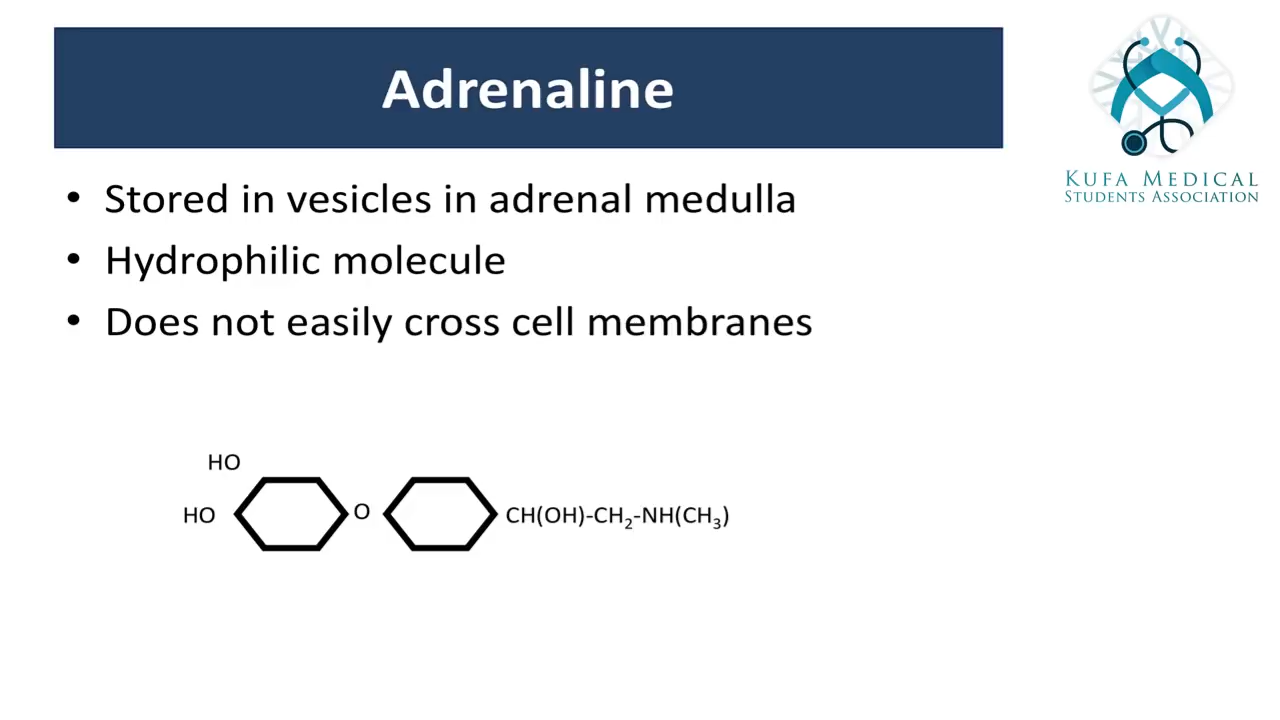 Adrenaline
KUFA MEDICAL
STUDENTS ASSOCIATION
• Stored in vesicles in adrenal medulla
• Hydrophilic molecule
• Does not easily cross cell membranes
HO
HO O CH(OH)-CH₂-NH(CH₃)